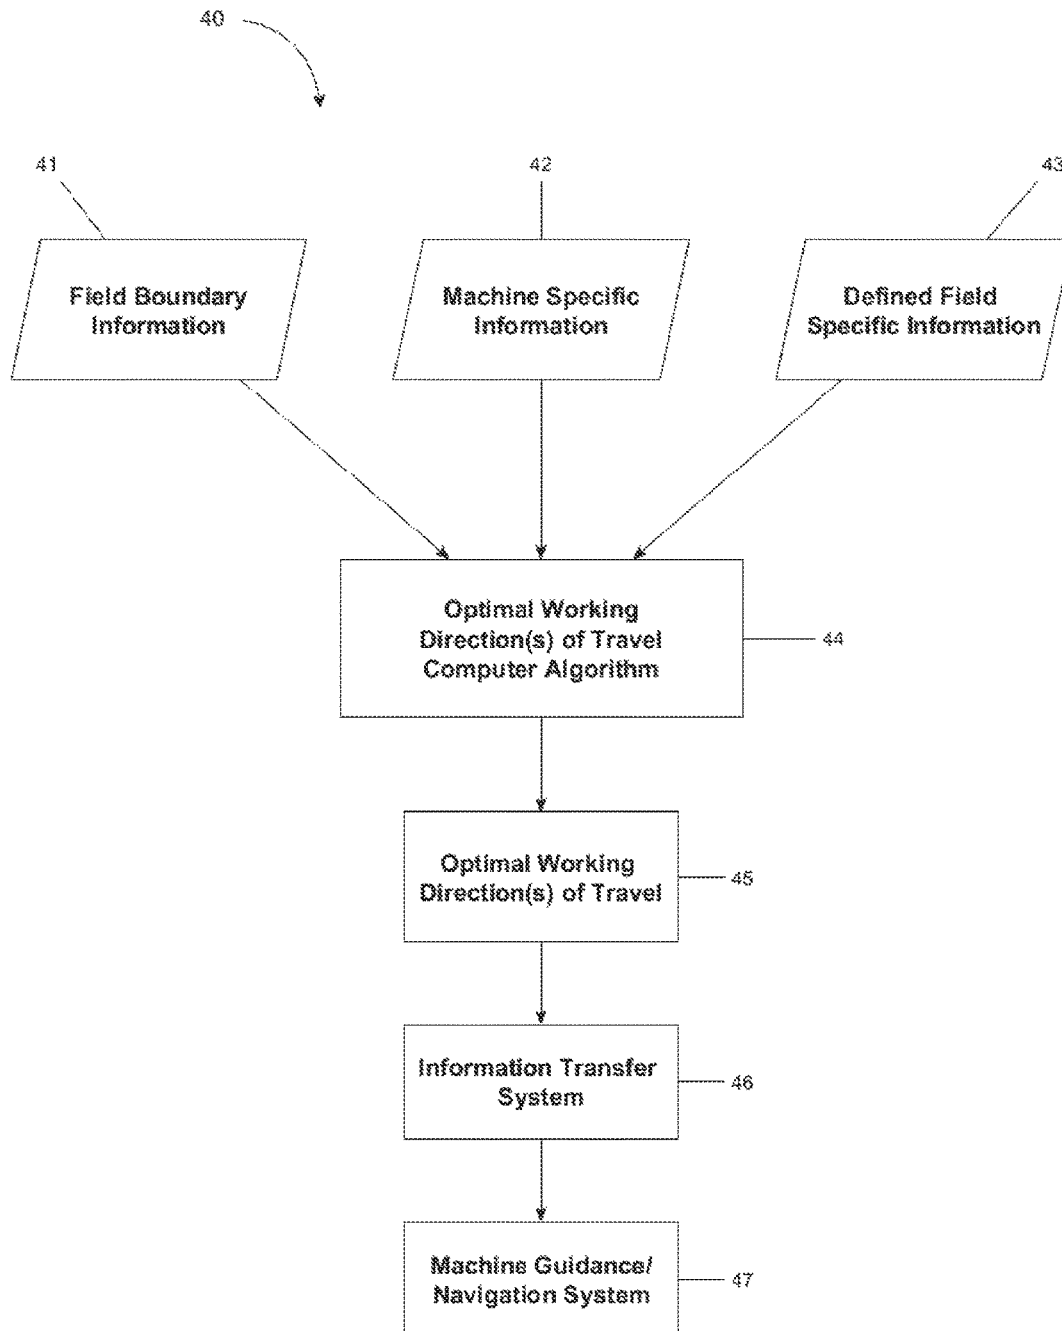 40
41
42
43
Field Boundary
Information
Machine Specific
Information
Defined Field
Specific Information
Optimal Working
Direction(s) of Travel
Computer Algorithm
44
Optimal Working
Direction(s) of Travel
45
Information Transfer
System
46
Machine Guidance/
Navigation System
47